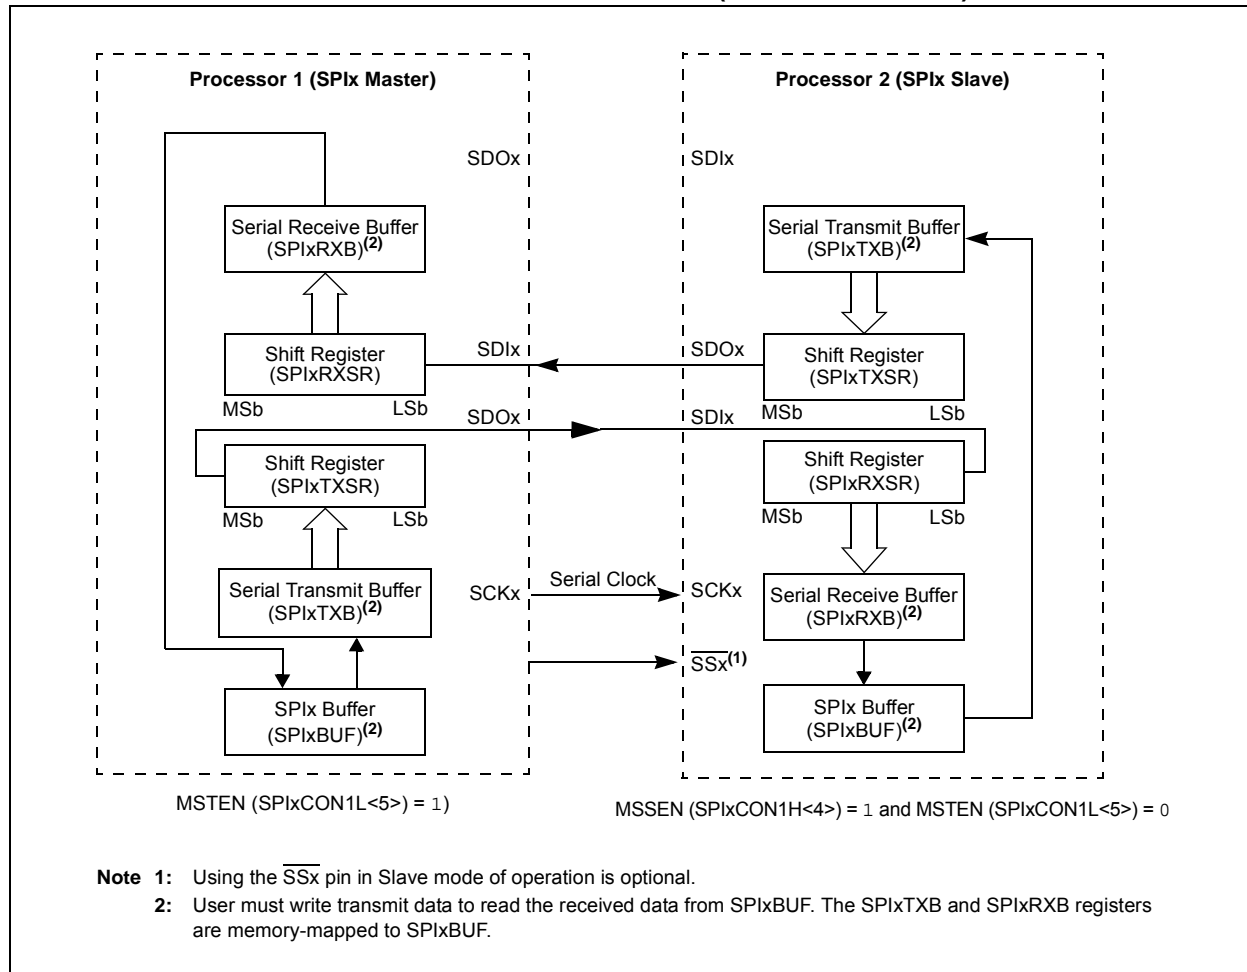 Processor 1 (SPIx Master)
SDOx
Serial Receive Buffer
(SPIxRXB)(2)
Shift Register
(SPIxRXSR)
MSb
LSb
SDIx
SDOx
Shift Register
(SPIxTXSR)
MSb
LSb
Serial Transmit Buffer
(SPIxTXB)(2)
SCKx
SPIx Buffer
(SPIxBUF)(2)
MSTEN (SPIxCON1L<5>) = 1)
Serial Clock
Processor 2 (SPIx Slave)
SDIx
Serial Transmit Buffer
(SPIxTXB)(2)
SDOx
Shift Register
(SPIxTXSR)
MSb
LSb
SDIx
Shift Register
(SPIxRXSR)
MSb
LSb
SCKx
Serial Receive Buffer
(SPIxRXB)(2)
SSx(1)
SPIx Buffer
(SPIxBUF)(2)
MSSEN (SPIxCON1H<4>) = 1 and MSTEN (SPIxCON1L<5>) = 0
Note 1: Using the SSx pin in Slave mode of operation is optional.
2: User must write transmit data to read the received data from SPIxBUF. The SPIxTXB and SPIxRXB registers
are memory-mapped to SPIxBUF.